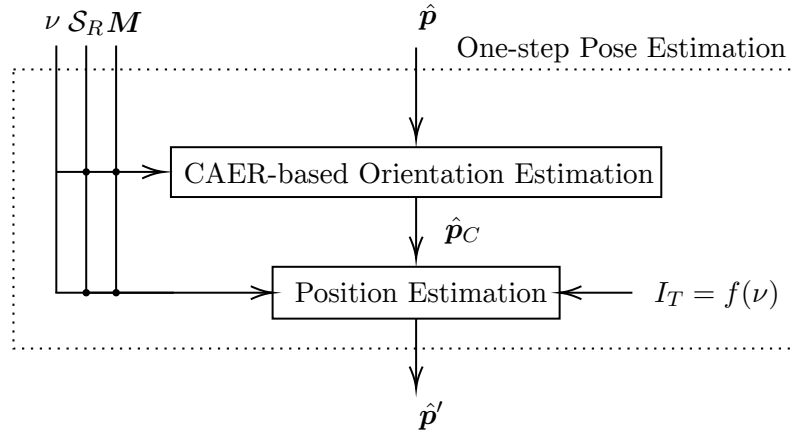 ν 𝒮_R 𝑴 𝒑̂
One-step Pose Estimation
CAER-based Orientation Estimation
𝒑̂_C
Position Estimation I_T = f(ν)
𝒑̂′